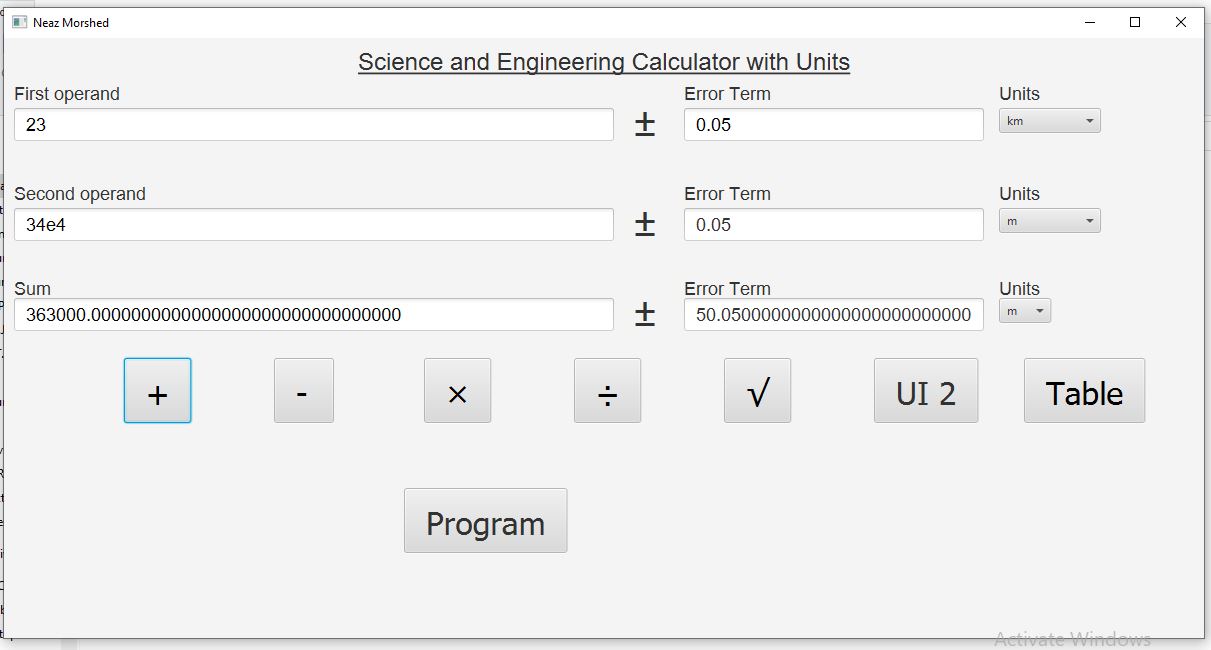 Neaz Morshed
Science and Engineering Calculator with Units
First operand Error Term Units
23 ± 0.05 km
Second operand Error Term Units
34e4 ± 0.05 m
Sum Error Term Units
363000.0000000000000000000000000000000 ± 50.0500000000000000000000000 m
+ - × ÷ √ UI 2 Table
Program
Activate Windows